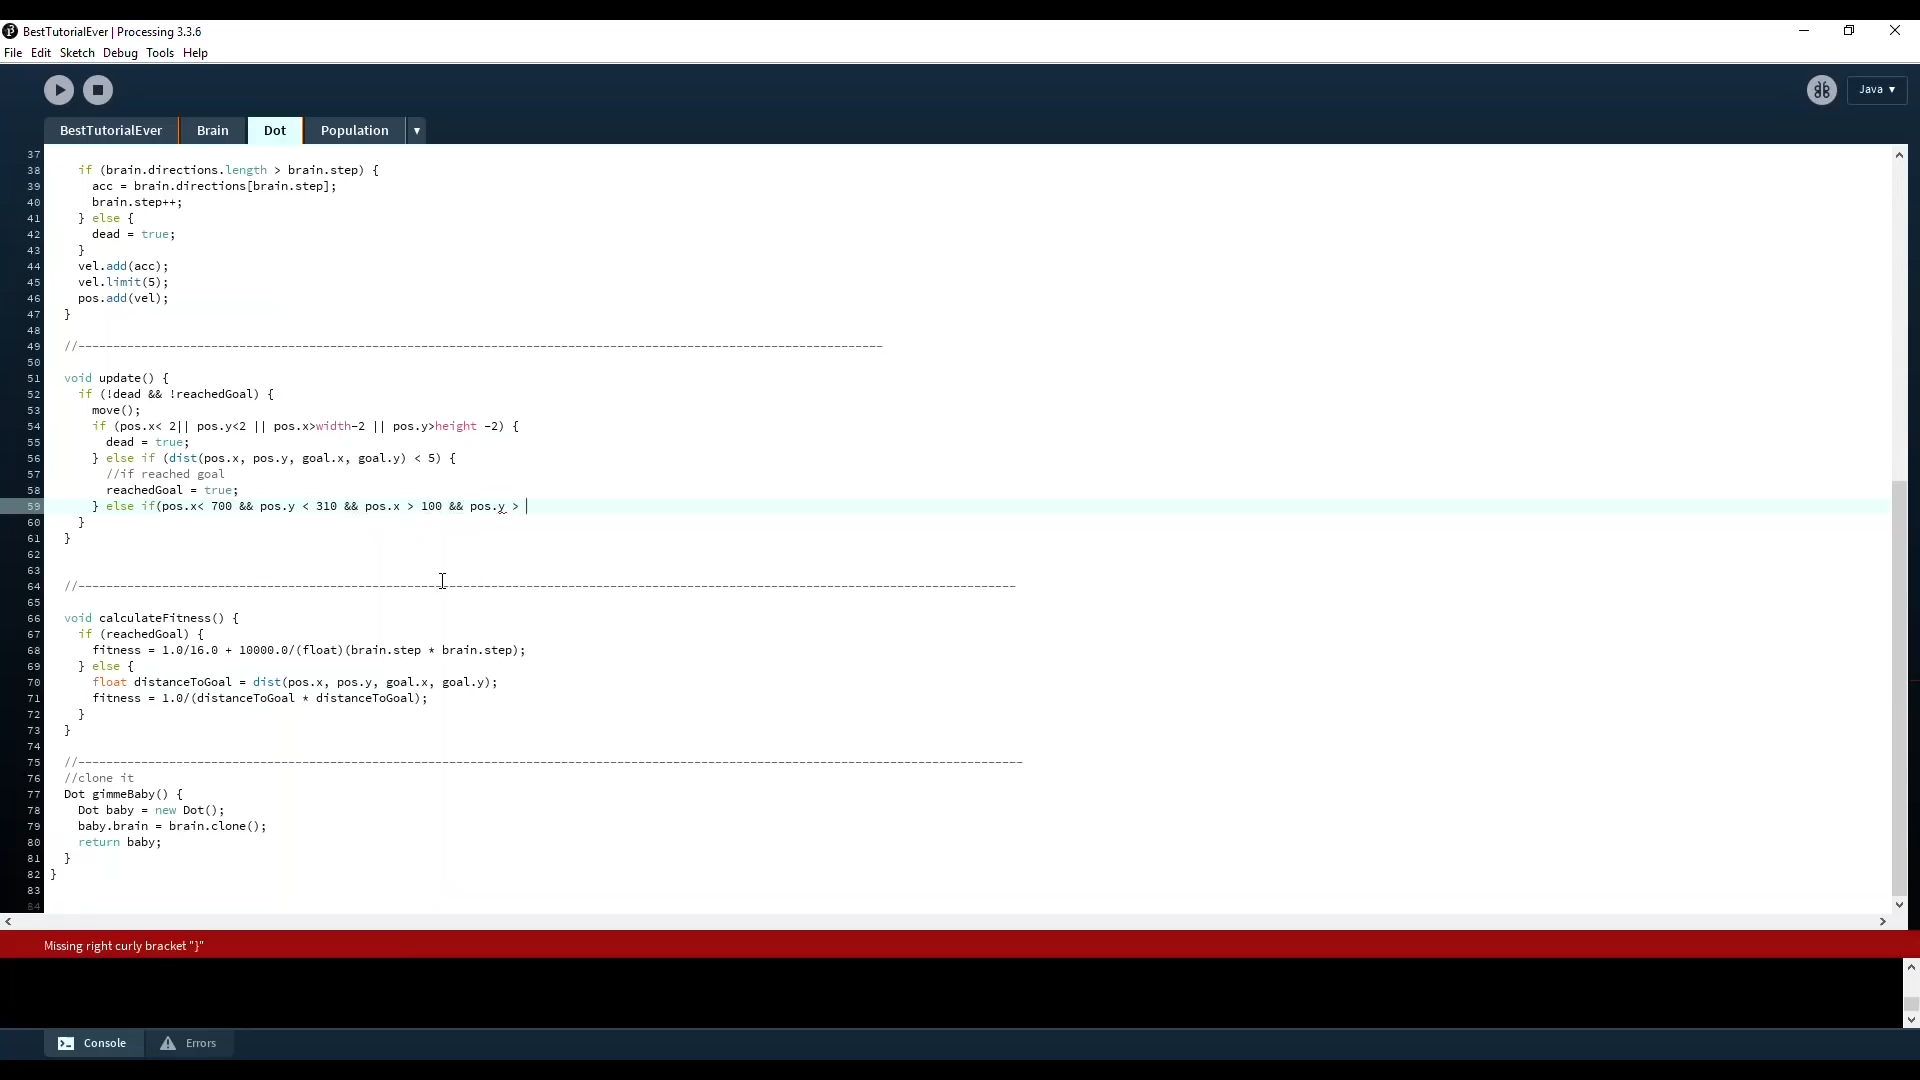 BestTutorialEver | Processing 3.3.6
File Edit Sketch Debug Tools Help
Java ▾
BestTutorialEver Brain Dot Population ▾
37
38 if (brain.directions.length > brain.step) {
39 acc = brain.directions[brain.step];
40 brain.step++;
41 } else {
42 dead = true;
43 }
44 vel.add(acc);
45 vel.limit(5);
46 pos.add(vel);
47 }
48
49 //-------------------------------------------------------------------------------------------------------------------
50
51 void update() {
52 if (!dead && !reachedGoal) {
53 move();
54 if (pos.x< 2|| pos.y<2 || pos.x>width-2 || pos.y>height -2) {
55 dead = true;
56 } else if (dist(pos.x, pos.y, goal.x, goal.y) < 5) {
57 //if reached goal
58 reachedGoal = true;
59 } else if(pos.x< 700 && pos.y < 310 && pos.x > 100 && pos.y >
60 }
61 }
62
63
64 //--------------------------------------------------------------------------------------------------------------------------------------
65
66 void calculateFitness() {
67 if (reachedGoal) {
68 fitness = 1.0/16.0 + 10000.0/(float)(brain.step * brain.step);
69 } else {
70 float distanceToGoal = dist(pos.x, pos.y, goal.x, goal.y);
71 fitness = 1.0/(distanceToGoal * distanceToGoal);
72 }
73 }
74
75 //---------------------------------------------------------------------------------------------------------------------------------------
76 //clone it
77 Dot gimmeBaby() {
78 Dot baby = new Dot();
79 baby.brain = brain.clone();
80 return baby;
81 }
82 }
83
84
Missing right curly bracket "}"
Console Errors